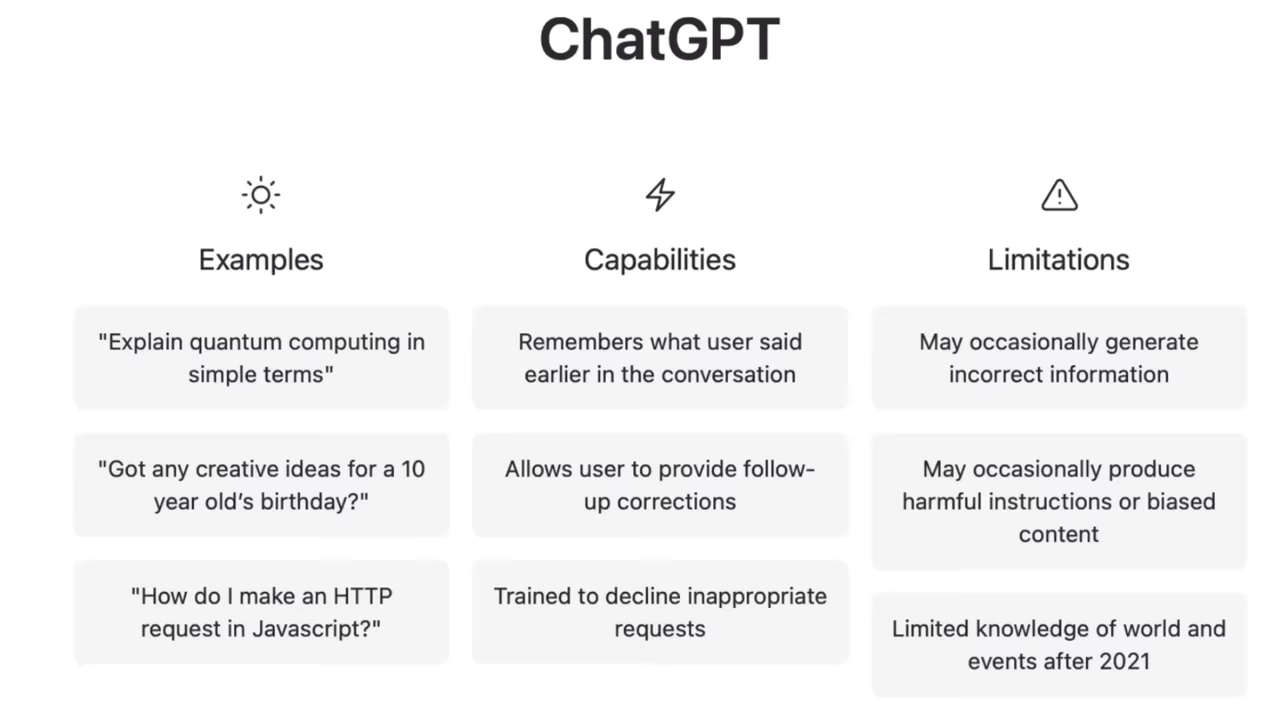 ChatGPT
Examples
"Explain quantum computing in
simple terms"
"Got any creative ideas for a 10
year old’s birthday?"
"How do I make an HTTP
request in Javascript?"
Capabilities
Remembers what user said
earlier in the conversation
Allows user to provide follow-
up corrections
Trained to decline inappropriate
requests
Limitations
May occasionally generate
incorrect information
May occasionally produce
harmful instructions or biased
content
Limited knowledge of world and
events after 2021